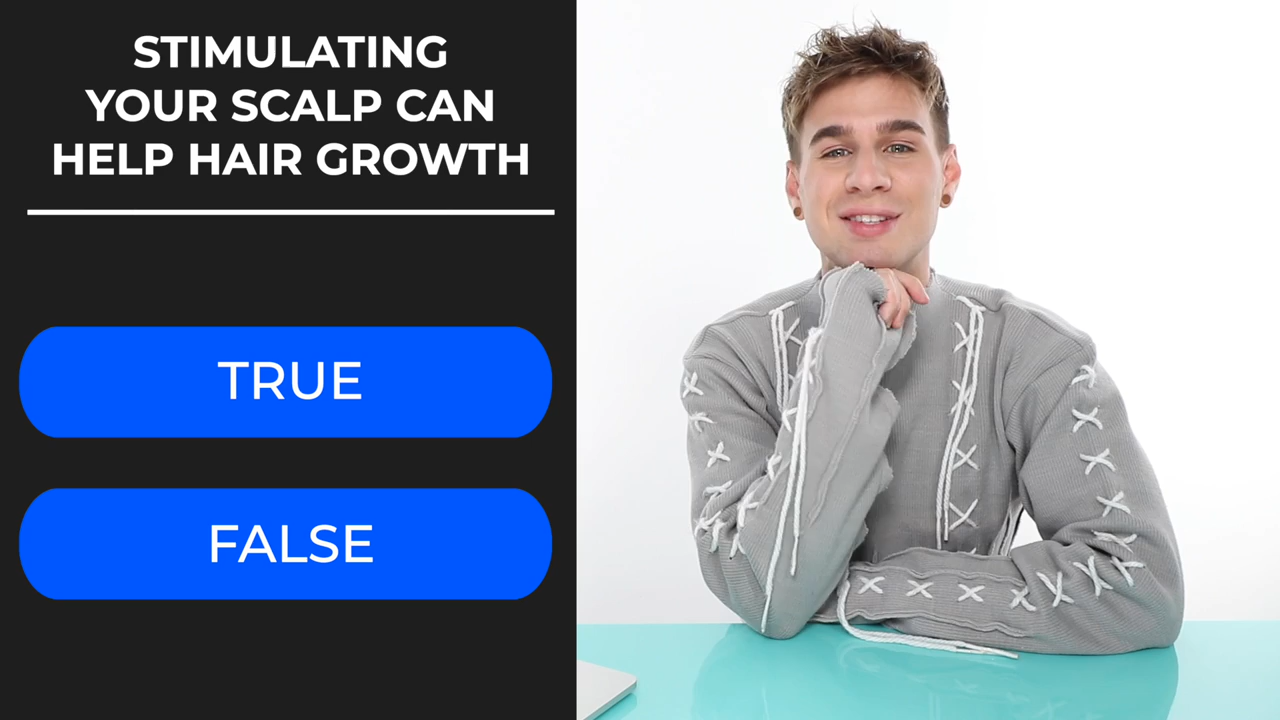 STIMULATING
YOUR SCALP CAN
HELP HAIR GROWTH
TRUE
FALSE